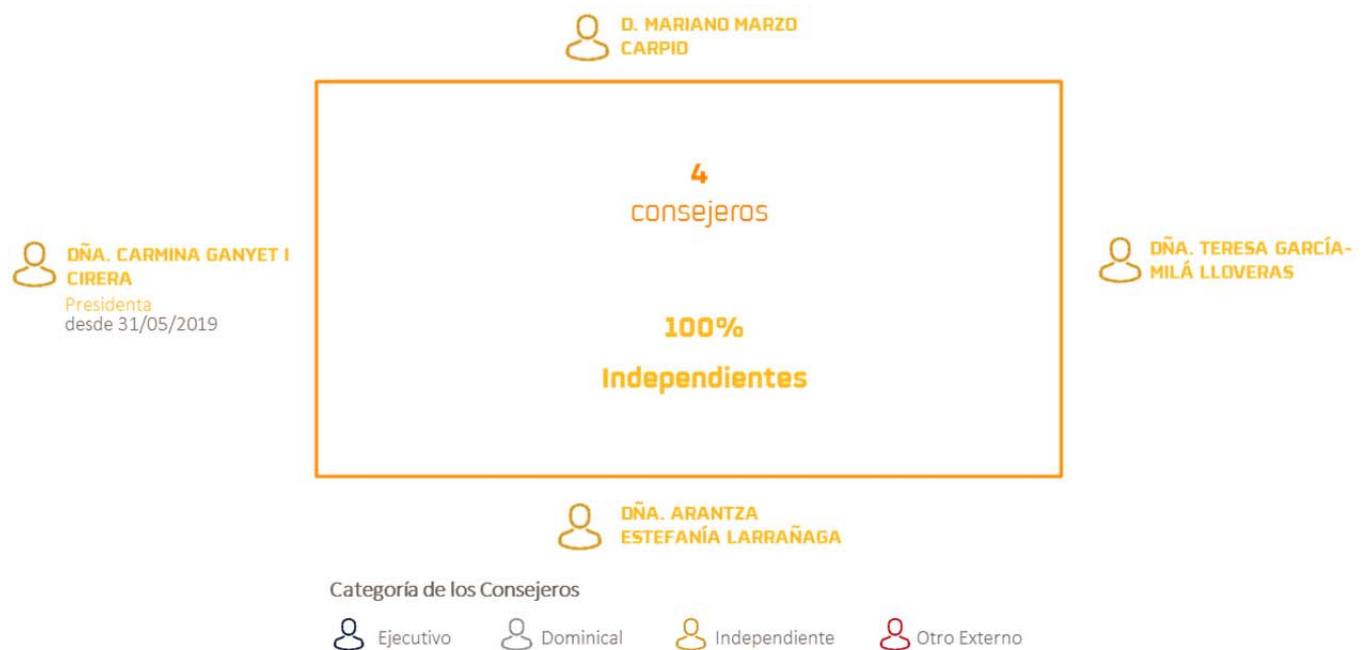 D. MARIANO MARZO
CARPIO
4
consejeros
DÑA. CARMINA GANYET I
CIRERA
Presidenta
desde 31/05/2019
DÑA. TERESA GARCÍA-
MILÁ LLOVERAS
100%
Independientes
DÑA. ARANTZA
ESTEFANÍA LARRAÑAGA
Categoría de los Consejeros
Ejecutivo
Dominical
Independiente
Otro Externo